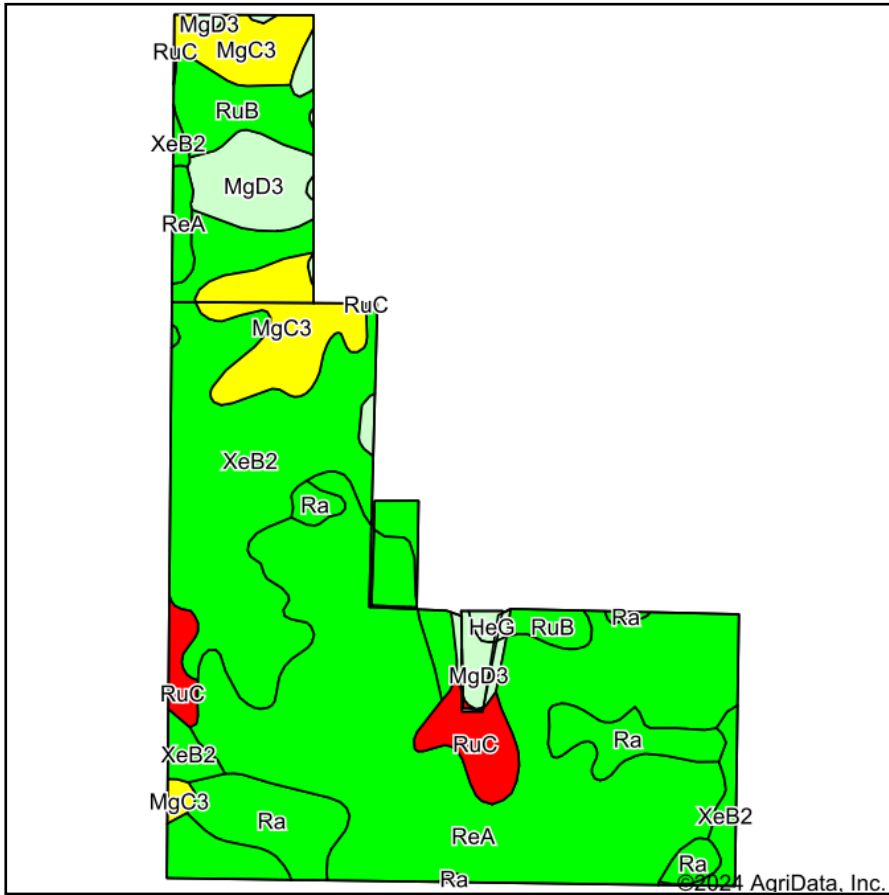 MgD3
RuC
MgC3
RuB
XeB2
MgD3
ReA
RuC
MgC3
XeB2
Ra
Ra
HeG
RuB
MgD3
RuC
RuC
Ra
XeB2
MgC3
Ra
XeB2
ReA
Ra
Ra
©2024 AgriData, Inc.